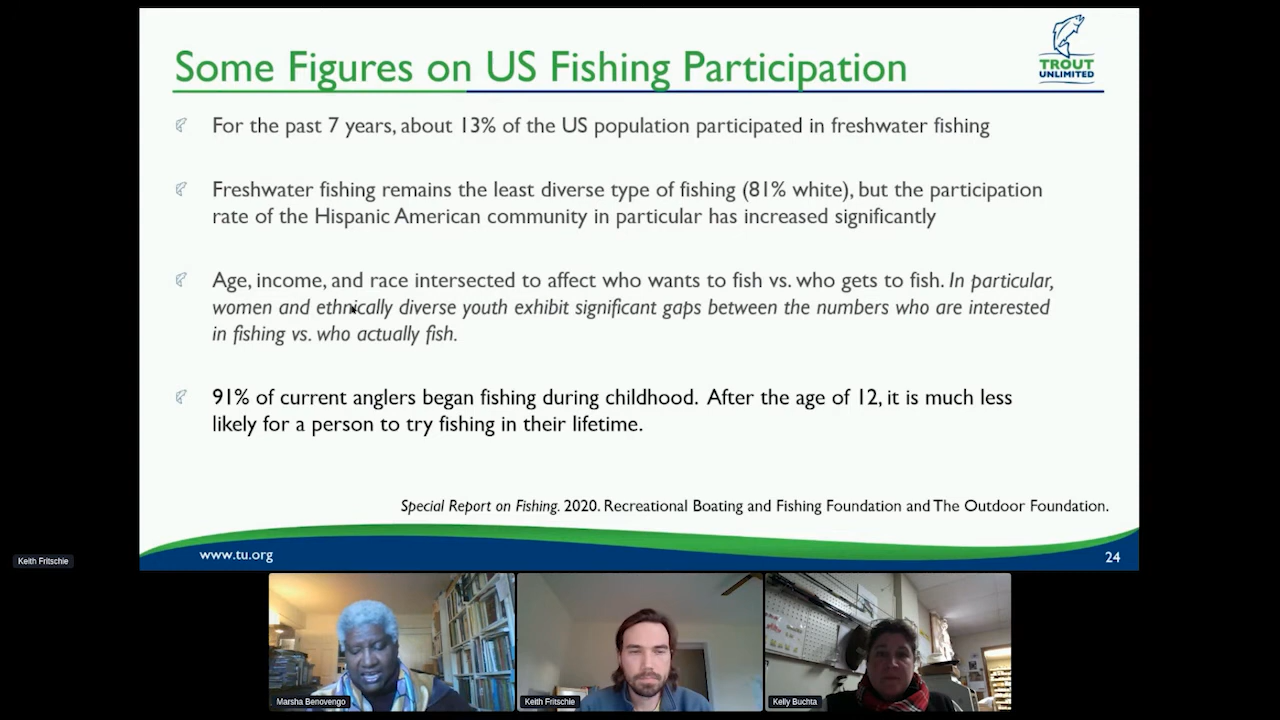 Some Figures on US Fishing Participation
TROUT
UNLIMITED
For the past 7 years, about 13% of the US population participated in freshwater fishing
Freshwater fishing remains the least diverse type of fishing (81% white), but the participation
rate of the Hispanic American community in particular has increased significantly
Age, income, and race intersected to affect who wants to fish vs. who gets to fish. In particular,
women and ethnically diverse youth exhibit significant gaps between the numbers who are interested
in fishing vs. who actually fish.
91% of current anglers began fishing during childhood. After the age of 12, it is much less
likely for a person to try fishing in their lifetime.
Special Report on Fishing. 2020. Recreational Boating and Fishing Foundation and The Outdoor Foundation.
www.tu.org
24
Keith Fritschie
Marsha Benovengo
Keith Fritschie
Kelly Buchta